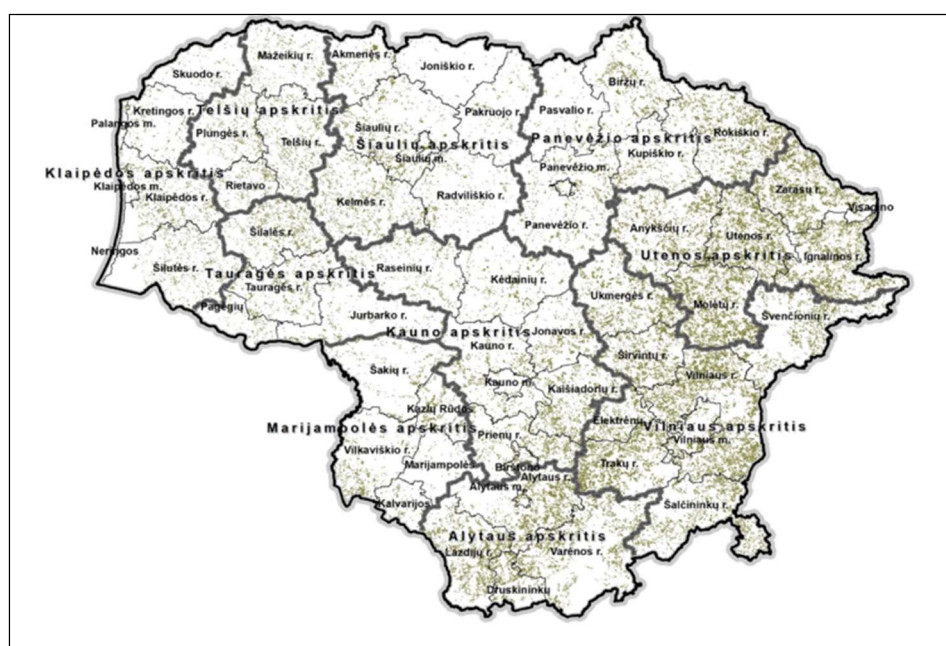 Mažeikių r.
Akmenės r.
Skuodo r.
Joniškio r.
Biržų r.
Kretingos r.
Telšių apskritis
Pakruojo r.
Pasvalio r.
Palangos m.
Plungės r.
Telšių r.
Šiaulių r.
Šiaulių apskritis
Šiaulių m.
Panevėžio apskritis
Rokiškio r.
Kupiškio r.
Panevėžio m.
Klaipėdos apskritis
Klaipėdos m.
Klaipėdos r.
Rietavo
Kelmės r.
Radviliškio r.
Zarasų r.
Visagino
Panevėžio r.
Anykščių r.
Utenos r.
Utenos apskritis
Ignalinos r.
Neringos
Šilalės r.
Šilutės r.
Tauragės apskritis
Tauragės r.
Raseinių r.
Kėdainių r.
Ukmergės r.
Molėtų r.
Pagėgių
Jurbarko r.
Švenčionių r.
Kauno apskritis
Jonavos r.
Kauno r.
Širvintų r.
Šakių r.
Kauno m.
Kaišiadorių r.
Vilniaus r.
Kazlų Rūdos
Marijampolės apskritis
Elektrėnų
Vilniaus apskritis
Vilniaus m.
Prienų r.
Vilkaviškio r.
Marijampolės
Birštono
Trakų r.
Alytaus m.
Alytaus r.
Kalvarijos
Šalčininkų r.
Alytaus apskritis
Lazdijų r.
Varėnos r.
Druskininkų